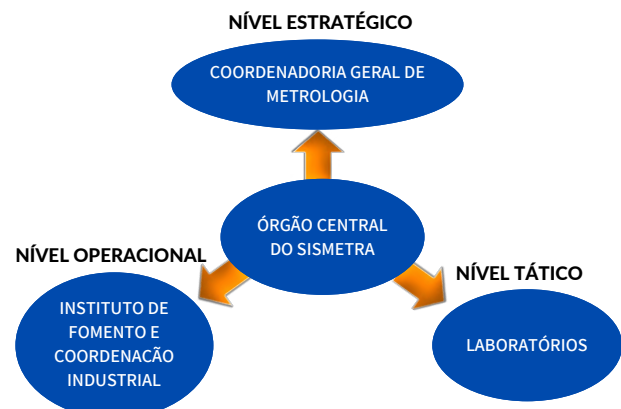 NÍVEL ESTRATÉGICO
COORDENADORIA GERAL DE
METROLOGIA
ÓRGÃO CENTRAL
DO SISMETRA
NÍVEL OPERACIONAL
INSTITUTO DE
FOMENTO E
COORDENACÃO
INDUSTRIAL
NÍVEL TÁTICO
LABORATÓRIOS